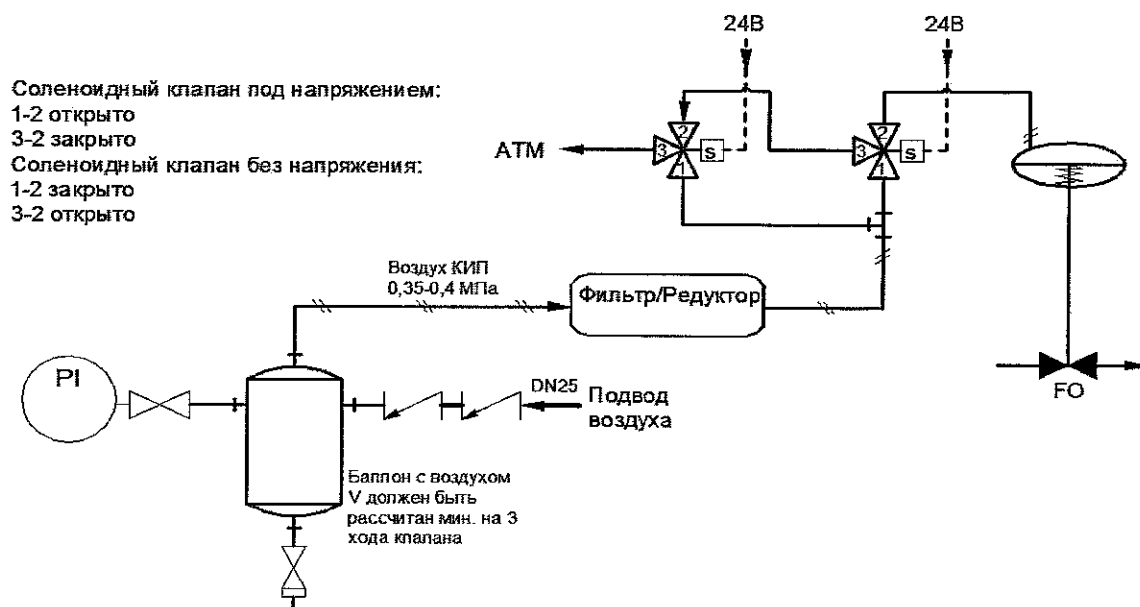 24В
24В
Соленоидный клапан под напряжением:
1-2 открыто
3-2 закрыто
Соленоидный клапан без напряжения:
1-2 закрыто
3-2 открыто
АТМ
2
3
S
1
2
3
S
1
Воздух КИП
0,35-0,4 МПа
Фильтр/Редуктор
PI
DN25
Подвод
воздуха
FO
Баллон с воздухом
V должен быть
рассчитан мин. на 3
хода клапана